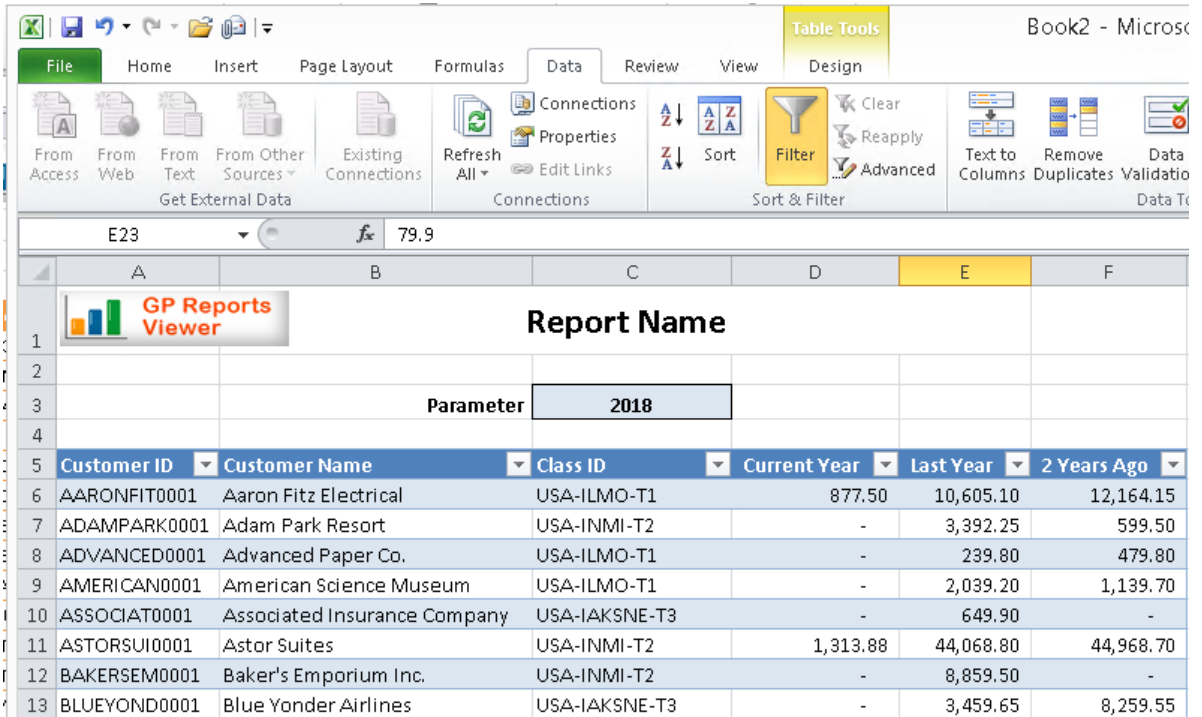 Table Tools
Book2 - Microso
File Home Insert Page Layout Formulas Data Review View Design
From Access
From Web
From Text
From Other Sources
Existing Connections
Get External Data
Refresh All
Connections
Properties
Edit Links
Connections
A Z
Z A
A Z Z A
Sort
Filter
Clear
Reapply
Advanced
Sort & Filter
Text to Columns
Remove Duplicates
Data Validatio
Data To
E23 fx 79.9
A B C D E F
1 GP Reports Viewer Report Name
2
3 Parameter 2018
4
5 Customer ID Customer Name Class ID Current Year Last Year 2 Years Ago
6 AARONFIT0001 Aaron Fitz Electrical USA-ILMO-T1 877.50 10,605.10 12,164.15
7 ADAMPARK0001 Adam Park Resort USA-INMI-T2 - 3,392.25 599.50
8 ADVANCED0001 Advanced Paper Co. USA-ILMO-T1 - 239.80 479.80
9 AMERICAN0001 American Science Museum USA-ILMO-T1 - 2,039.20 1,139.70
10 ASSOCIAT0001 Associated Insurance Company USA-IAKSNE-T3 - 649.90 -
11 ASTORSUI0001 Astor Suites USA-INMI-T2 1,313.88 44,068.80 44,968.70
12 BAKERSEM0001 Baker's Emporium Inc. USA-INMI-T2 - 8,859.50 -
13 BLUEYOND0001 Blue Yonder Airlines USA-IAKSNE-T3 - 3,459.65 8,259.55